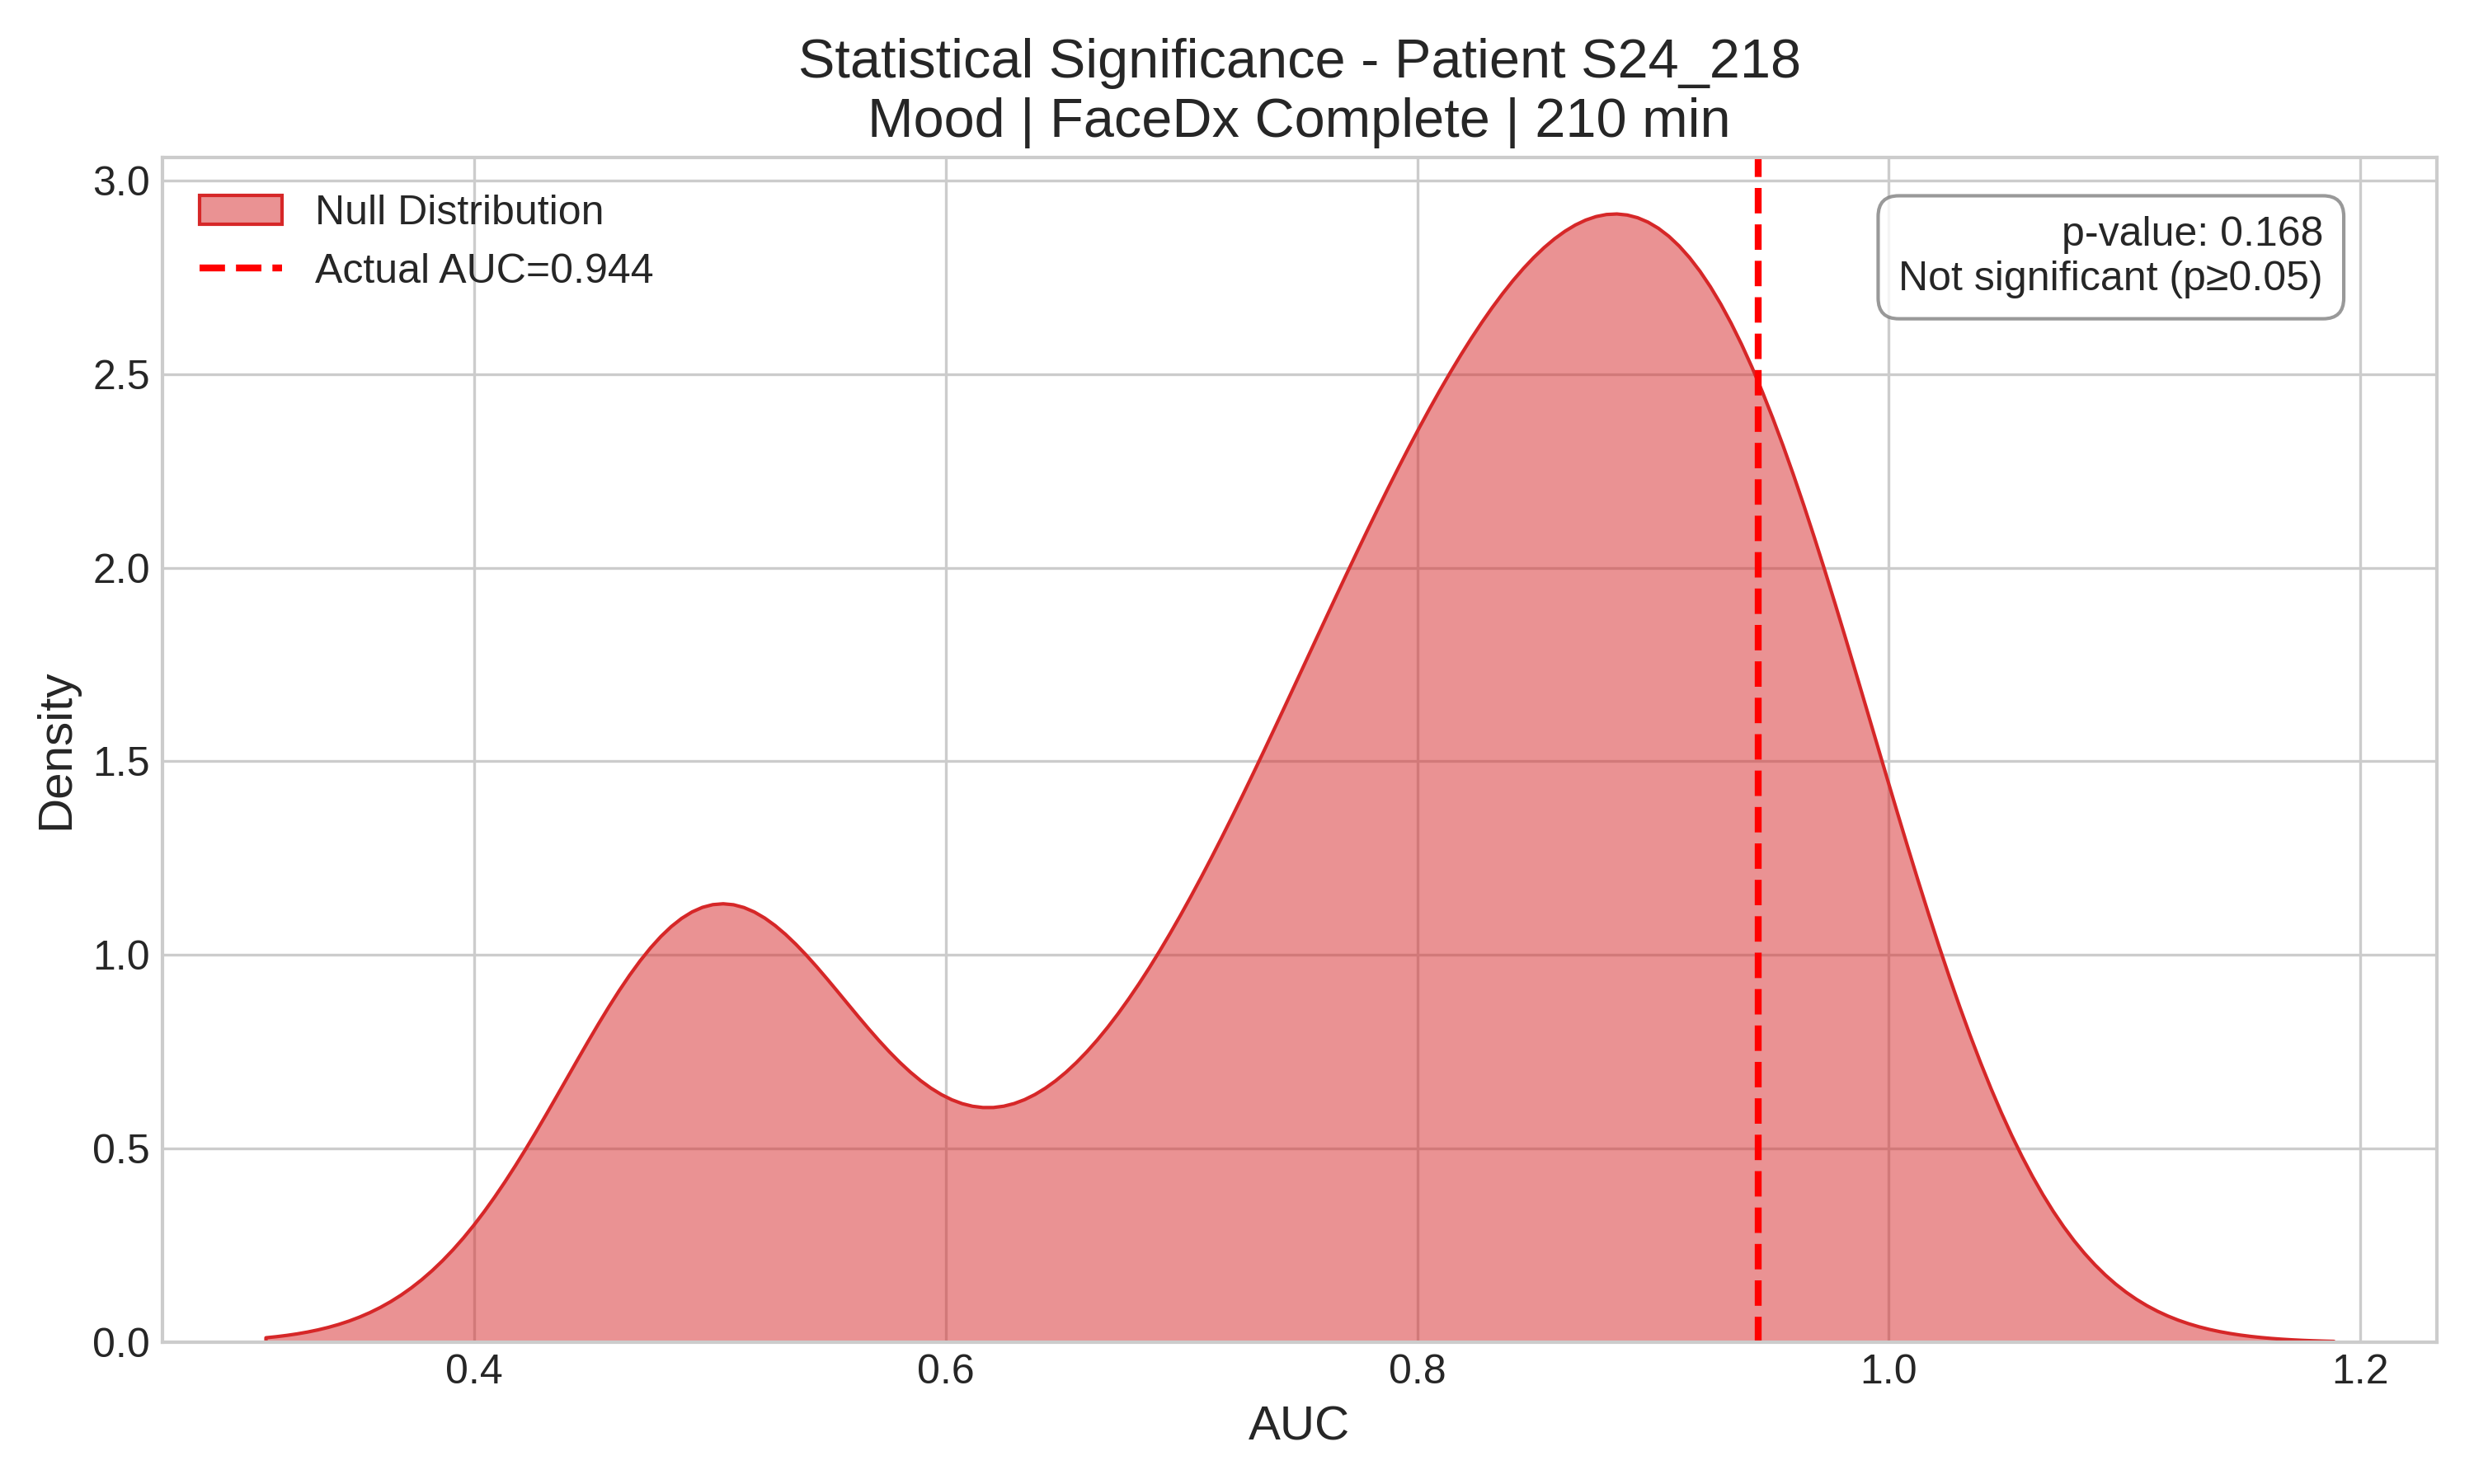 Statistical Significance - Patient S24_218
Mood | FaceDx Complete | 210 min
3.0
2.5
2.0
1.5
1.0
0.5
0.0
Density
Null Distribution
Actual AUC=0.944
p-value: 0.168
Not significant (p≥0.05)
0.4
0.6
0.8
1.0
1.2
AUC